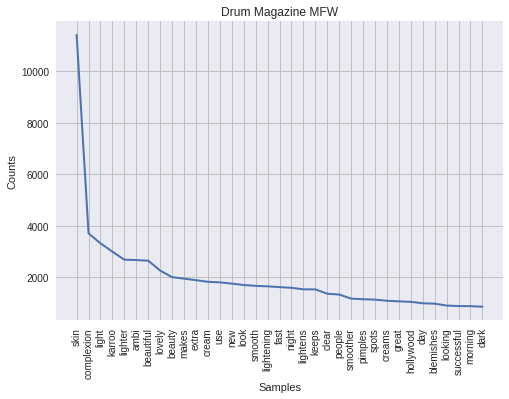 Drum Magazine MFW
Counts
10000
8000
6000
4000
2000
skin
complexion
light
karroo
lighter
ambi
beautiful
lovely
beauty
makes
extra
cream
use
new
look
smooth
lightening
fast
night
lightens
keeps
clear
people
smoother
pimples
spots
creams
great
hollywood
day
blemishes
looking
successful
morning
dark
Samples